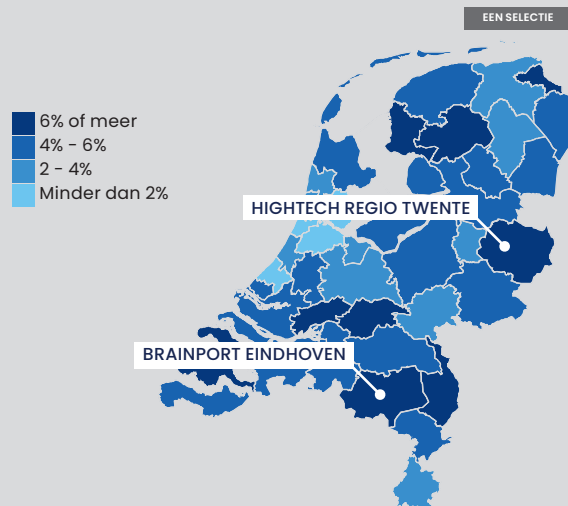 EEN SELECTIE
6% of meer
4% - 6%
2 - 4%
Minder dan 2%
HIGHTECH REGIO TWENTE
BRAINPORT EINDHOVEN